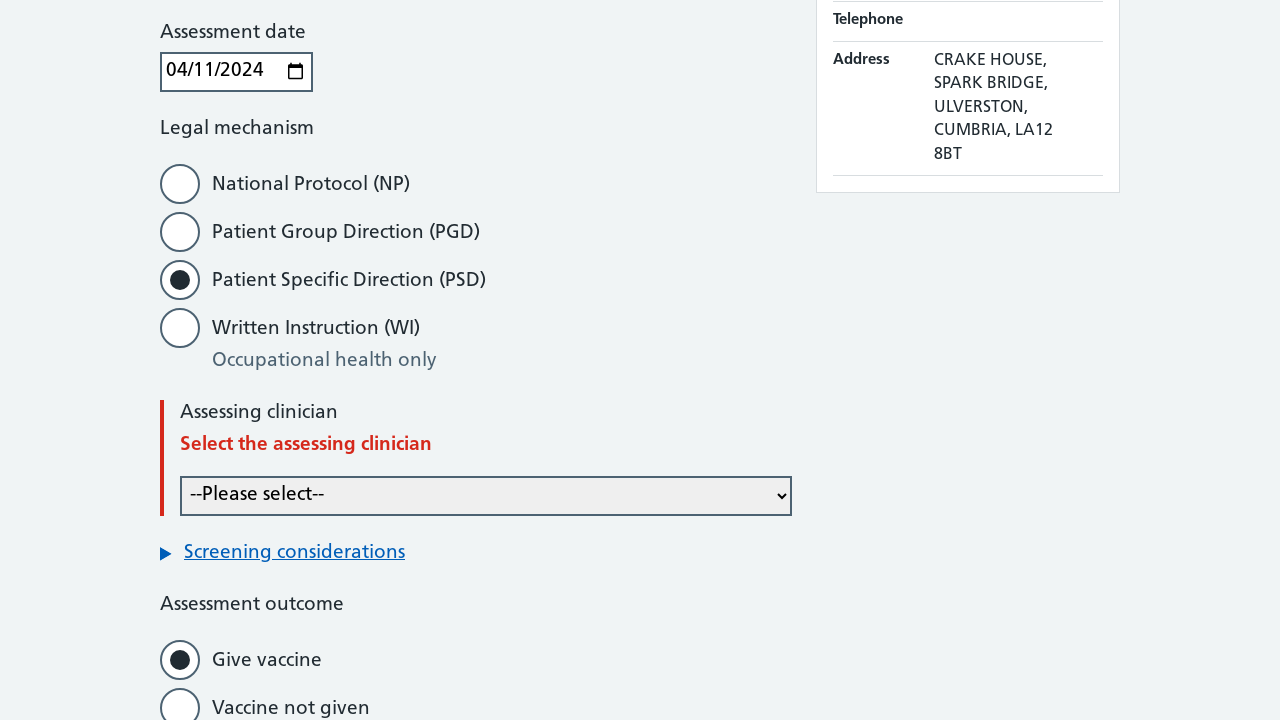 Assessment date
04/11/2024
Legal mechanism
National Protocol (NP)
Patient Group Direction (PGD)
Patient Specific Direction (PSD)
Written Instruction (WI)
Occupational health only
Assessing clinician
Select the assessing clinician
--Please select--
Screening considerations
Assessment outcome
Give vaccine
Vaccine not given
Telephone
Address
CRAKE HOUSE,
SPARK BRIDGE,
ULVERSTON,
CUMBRIA, LA12
8BT